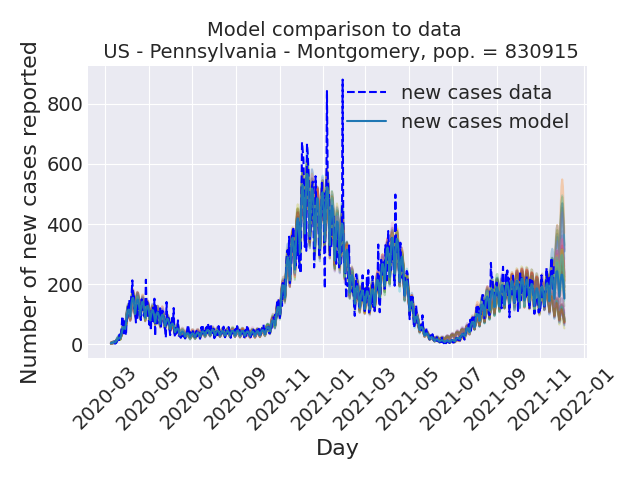 Model comparison to data
US - Pennsylvania - Montgomery, pop. = 830915
Number of new cases reported
800
600
400
200
0
new cases data
new cases model
2020-03
2020-05
2020-07
2020-09
2020-11
2021-01
2021-03
2021-05
2021-07
2021-09
2021-11
2022-01
Day